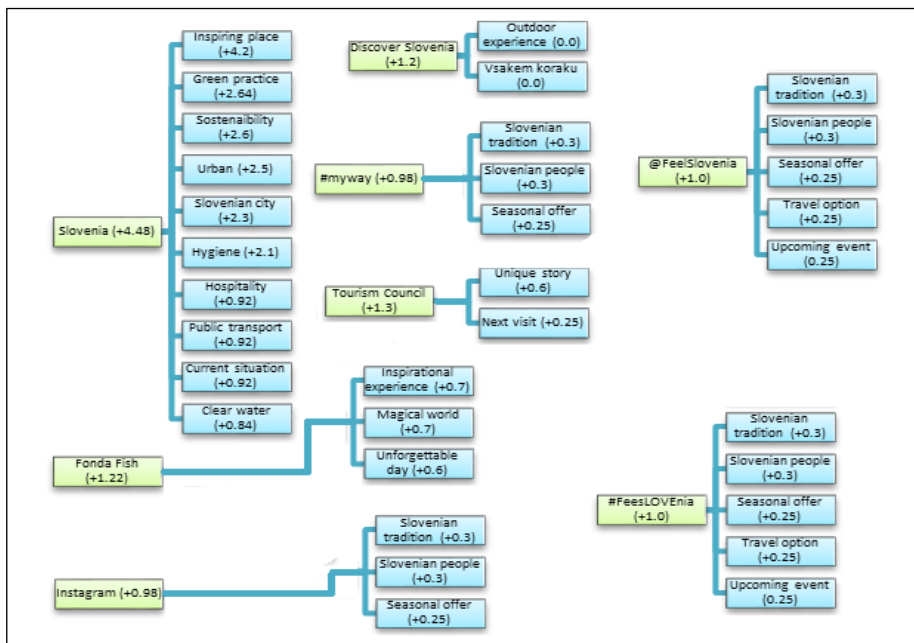 Inspiring place
(+4.2)
Green practice
(+2.64)
Sostenaibility
(+2.6)
Urban (+2.5)
Slovenian city
(+2.3)
Slovenia (+4.48)
Hygiene (+2.1)
Hospitality
(+0.92)
Public transport
(+0.92)
Current situation
(+0.92)
Clear water
(+0.84)
Discover Slovenia
(+1.2)
Outdoor
experience (0.0)
Vsakem koraku
(0.0)
#myway (+0.98)
Slovenian
tradition (+0.3)
Slovenian people
(+0.3)
Seasonal offer
(+0.25)
Tourism Council
(+1.3)
Unique story
(+0.6)
Next visit (+0.25)
@FeelSlovenia
(+1.0)
Slovenian
tradition (+0.3)
Slovenian people
(+0.3)
Seasonal offer
(+0.25)
Travel option
(+0.25)
Upcoming event
(0.25)
Fonda Fish
(+1.22)
Inspirational
experience (+0.7)
Magical world
(+0.7)
Unforgettable
day (+0.6)
Instagram (+0.98)
Slovenian
tradition (+0.3)
Slovenian people
(+0.3)
Seasonal offer
(+0.25)
#FeesLOVEnia
(+1.0)
Slovenian
tradition (+0.3)
Slovenian people
(+0.3)
Seasonal offer
(+0.25)
Travel option
(+0.25)
Upcoming event
(0.25)